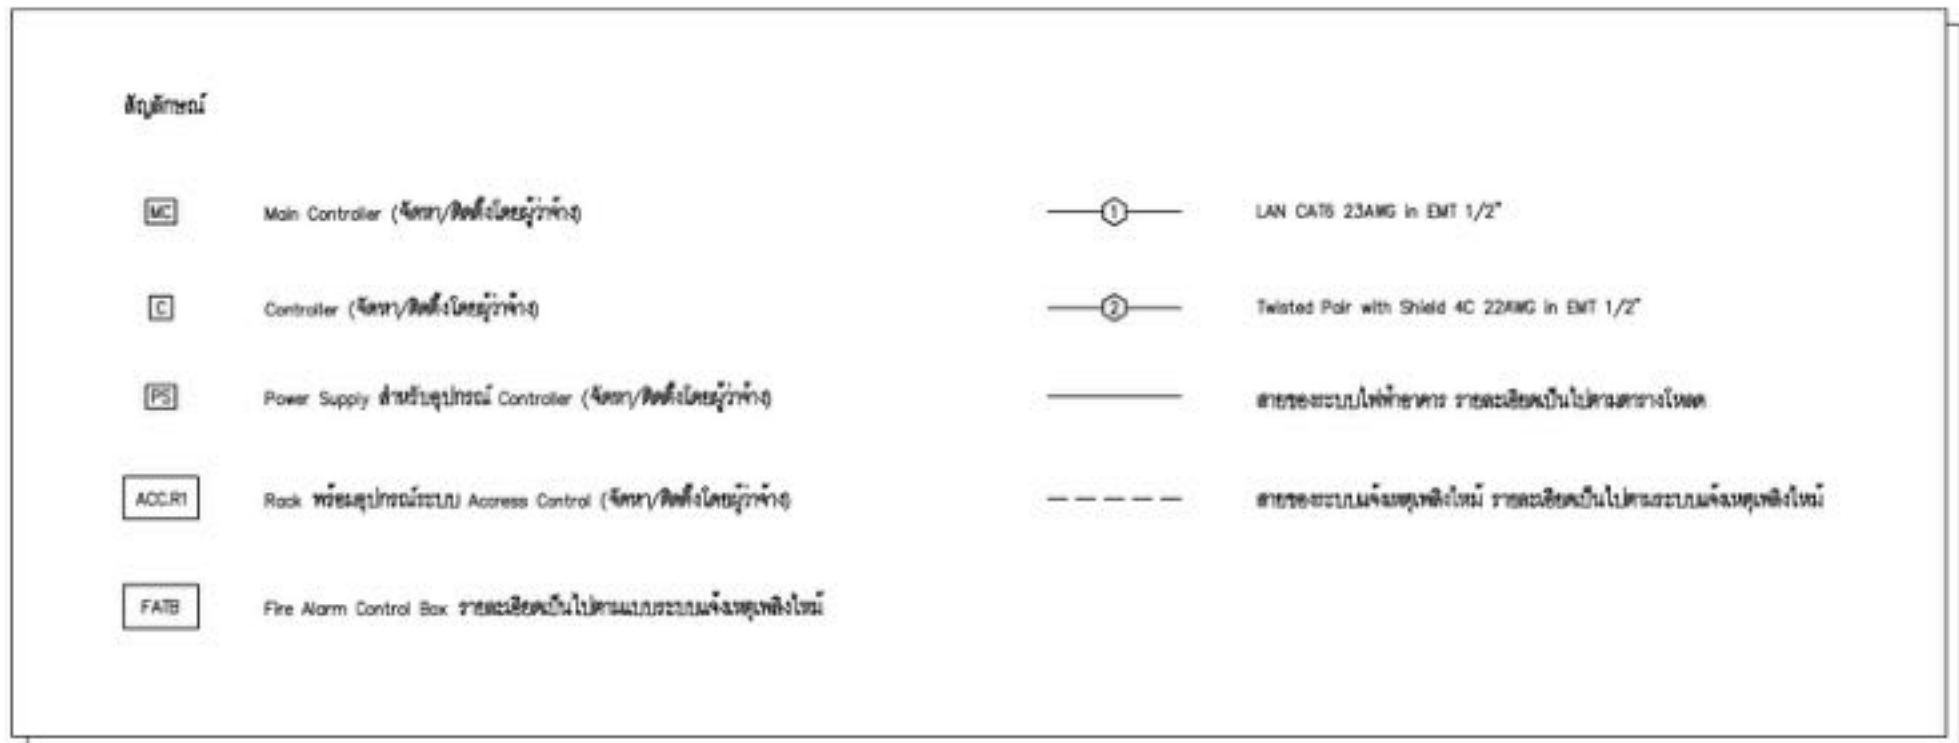 สัญลักษณ์
MC Main Controller (จัดหา/ติดตั้งโดยผู้ว่าจ้าง)
C Controller (จัดหา/ติดตั้งโดยผู้ว่าจ้าง)
PS Power Supply สำหรับอุปกรณ์ Controller (จัดหา/ติดตั้งโดยผู้ว่าจ้าง)
ACC.R1 Rack พร้อมอุปกรณ์ระบบ Access Control (จัดหา/ติดตั้งโดยผู้ว่าจ้าง)
FATB Fire Alarm Control Box รายละเอียดเป็นไปตามแบบระบบแจ้งเหตุเพลิงไหม้
1 LAN CAT6 23AWG in EMT 1/2"
2 Twisted Pair with Shield 4C 22AWG in EMT 1/2"
สายของระบบไฟฟ้าอาคาร รายละเอียดเป็นไปตามตารางโหลด
สายของระบบแจ้งเหตุเพลิงไหม้ รายละเอียดเป็นไปตามระบบแจ้งเหตุเพลิงไหม้